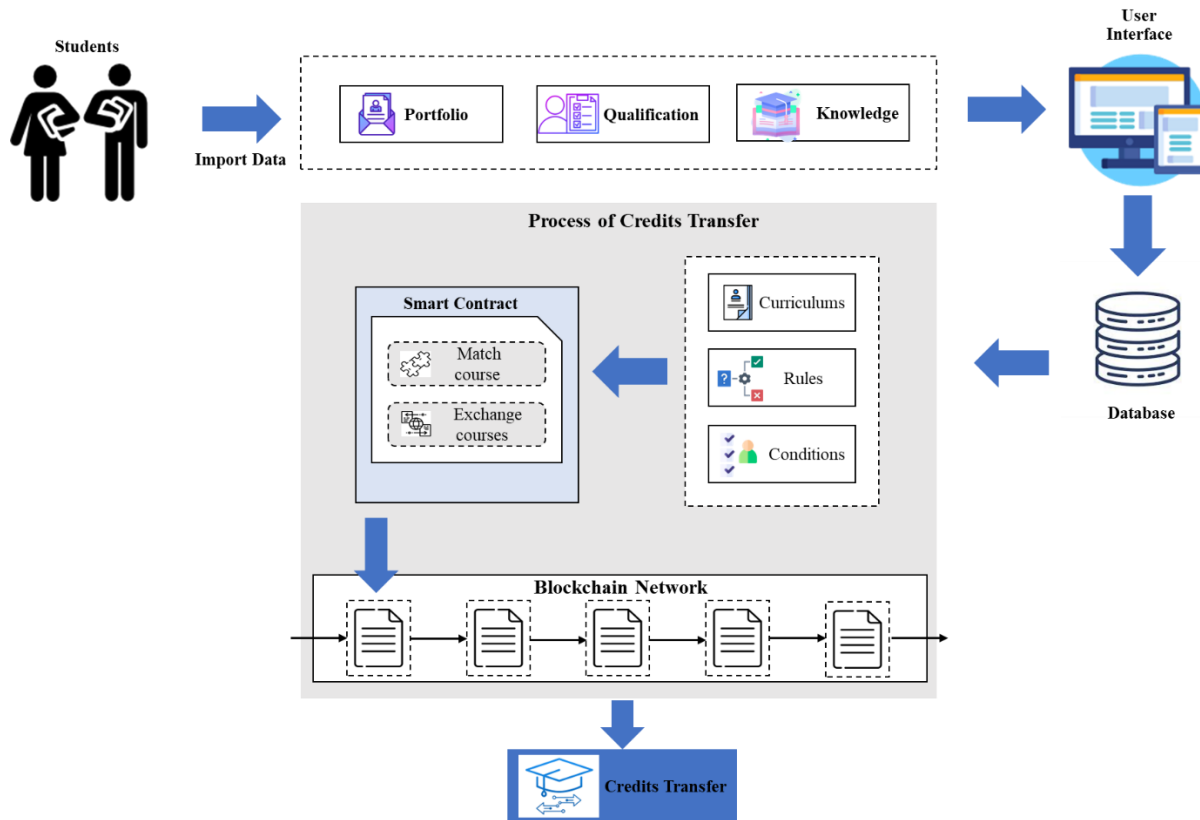 Students
User
Interface
Import Data
Portfolio
Qualification
Knowledge
Process of Credits Transfer
Smart Contract
Match
course
Exchange
courses
Curriculums
Rules
Conditions
Database
Blockchain Network
Credits Transfer